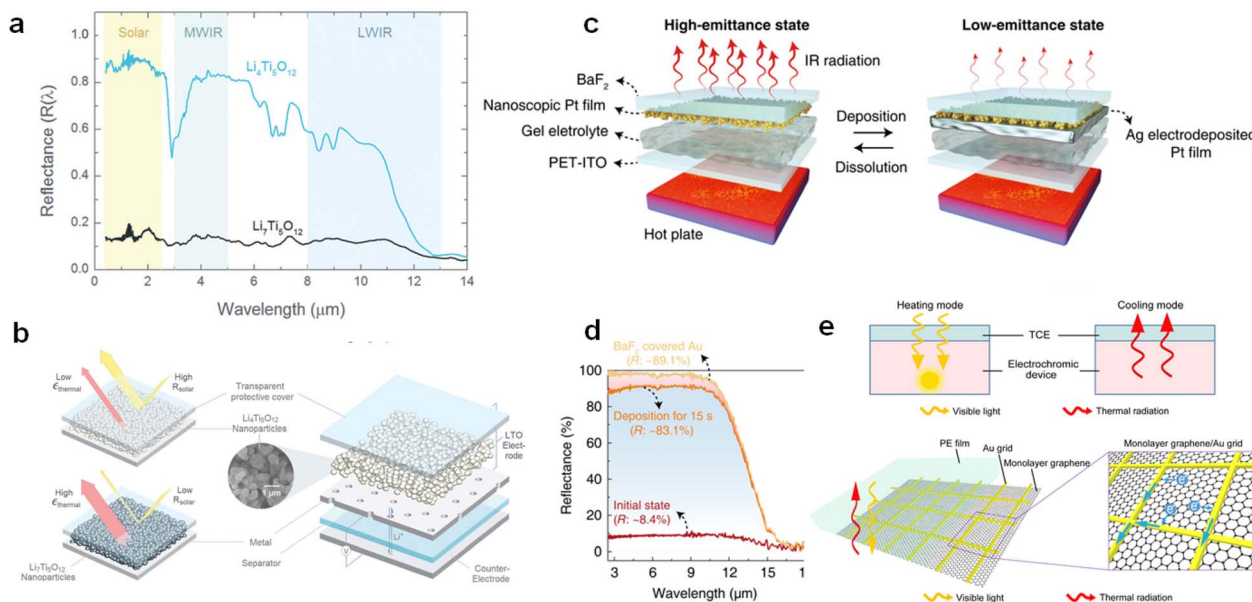 a
Solar
MWIR
LWIR
Li4Ti5O12
Li7Ti5O12
1.0
0.8
0.6
0.4
0.2
0.0
Reflectance (R(λ)
0 2 4 6 8 10 12 14
Wavelength (μm)
b
Low
ϵthermal
High
Rsolar
High
ϵthermal
Low
Rsolar
Transparent
protective cover
Li4Ti5O12
Nanoparticles
1 μm
LTO
Elect-
rode
Li+
V
Metal
Separator
Counter-
Electrode
Li7Ti5O12
Nanoparticles
c
High-emittance state
Low-emittance state
IR radiation
BaF2
Nanoscopic Pt film
Gel eletrolyte
PET-ITO
Hot plate
Deposition
Dissolution
Ag electrodeposited
Pt film
d
BaF2 covered Au
(R: ~89.1%)
Deposition for 15 s
(R: ~83.1%)
Initial state
(R: ~8.4%)
100
80
60
40
20
0
Reflectance (%)
3 6 9 12 15 1
Wavelength (μm)
e
Heating mode
Cooling mode
TCE
Electrochromic
device
Visible light
Thermal radiation
PE film
Au grid
Monolayer graphene
Monolayer graphene/Au grid
Visible light
Thermal radiation